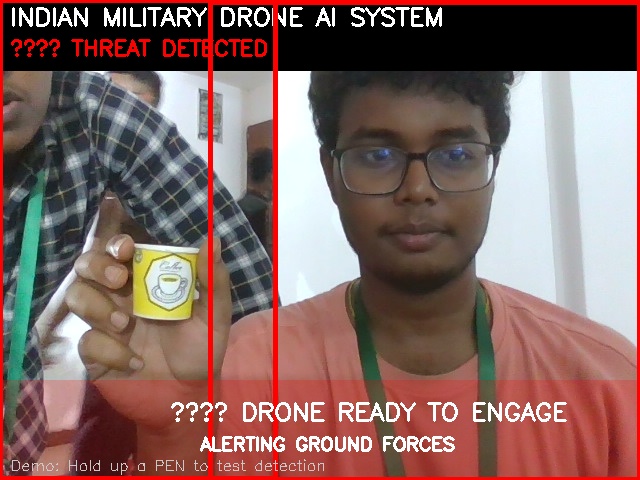 INDIAN MILITARY DRONE AI SYSTEM
???? THREAT DETECTED
Coffee
???? DRONE READY TO ENGAGE
ALERTING GROUND FORCES
Demo: Hold up a PEN to test detection